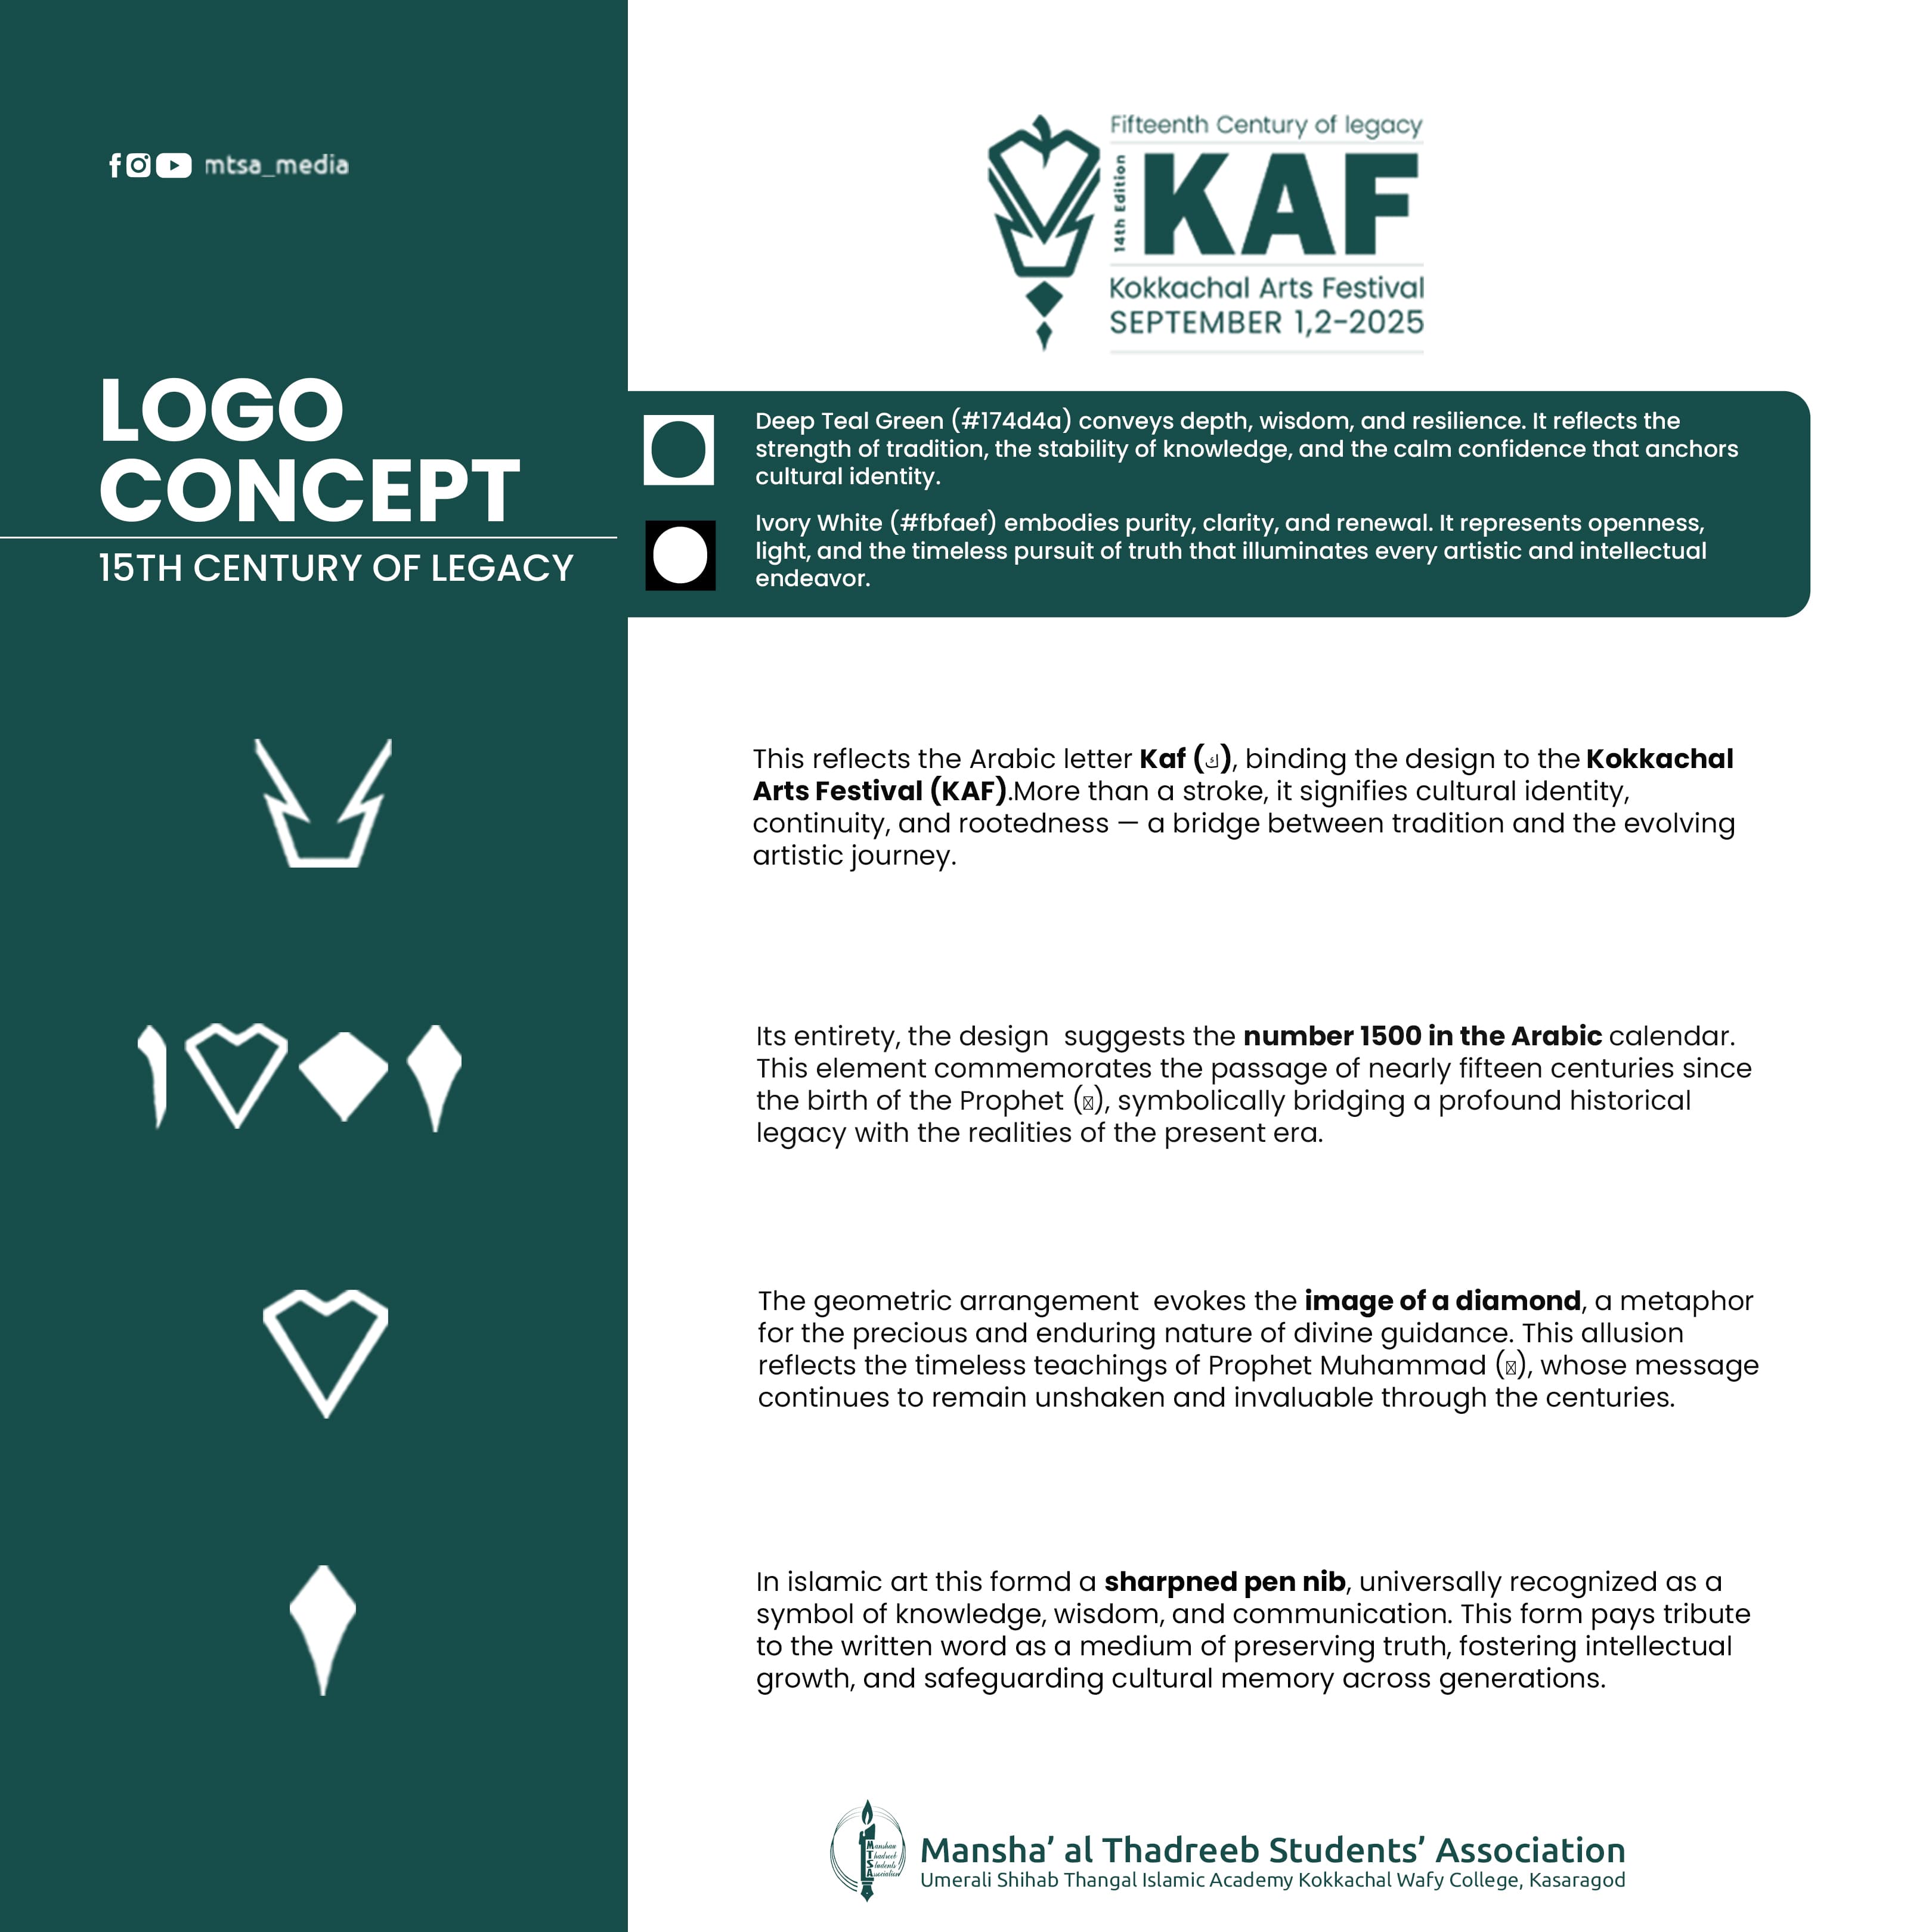 mtsa_media
LOGO
CONCEPT
15TH CENTURY OF LEGACY
Fifteenth Century of legacy
14th Edition
KAF
Kokkachal Arts Festival
SEPTEMBER 1,2-2025
Deep Teal Green (#174d4a) conveys depth, wisdom, and resilience. It reflects the
strength of tradition, the stability of knowledge, and the calm confidence that anchors
cultural identity.
Ivory White (#fbfaef) embodies purity, clarity, and renewal. It represents openness,
light, and the timeless pursuit of truth that illuminates every artistic and intellectual
endeavor.
This reflects the Arabic letter Kaf (ك), binding the design to the Kokkachal
Arts Festival (KAF).More than a stroke, it signifies cultural identity,
continuity, and rootedness — a bridge between tradition and the evolving
artistic journey.
Its entirety, the design  suggests the number 1500 in the Arabic calendar.
This element commemorates the passage of nearly fifteen centuries since
the birth of the Prophet (), symbolically bridging a profound historical
legacy with the realities of the present era.
The geometric arrangement  evokes the image of a diamond, a metaphor
for the precious and enduring nature of divine guidance. This allusion
reflects the timeless teachings of Prophet Muhammad (), whose message
continues to remain unshaken and invaluable through the centuries.
In islamic art this formd a sharpned pen nib, universally recognized as a
symbol of knowledge, wisdom, and communication. This form pays tribute
to the written word as a medium of preserving truth, fostering intellectual
growth, and safeguarding cultural memory across generations.
Manshau
Thadreeb
Students
Association
Mansha’ al Thadreeb Students’ Association
Umerali Shihab Thangal Islamic Academy Kokkachal Wafy College, Kasaragod